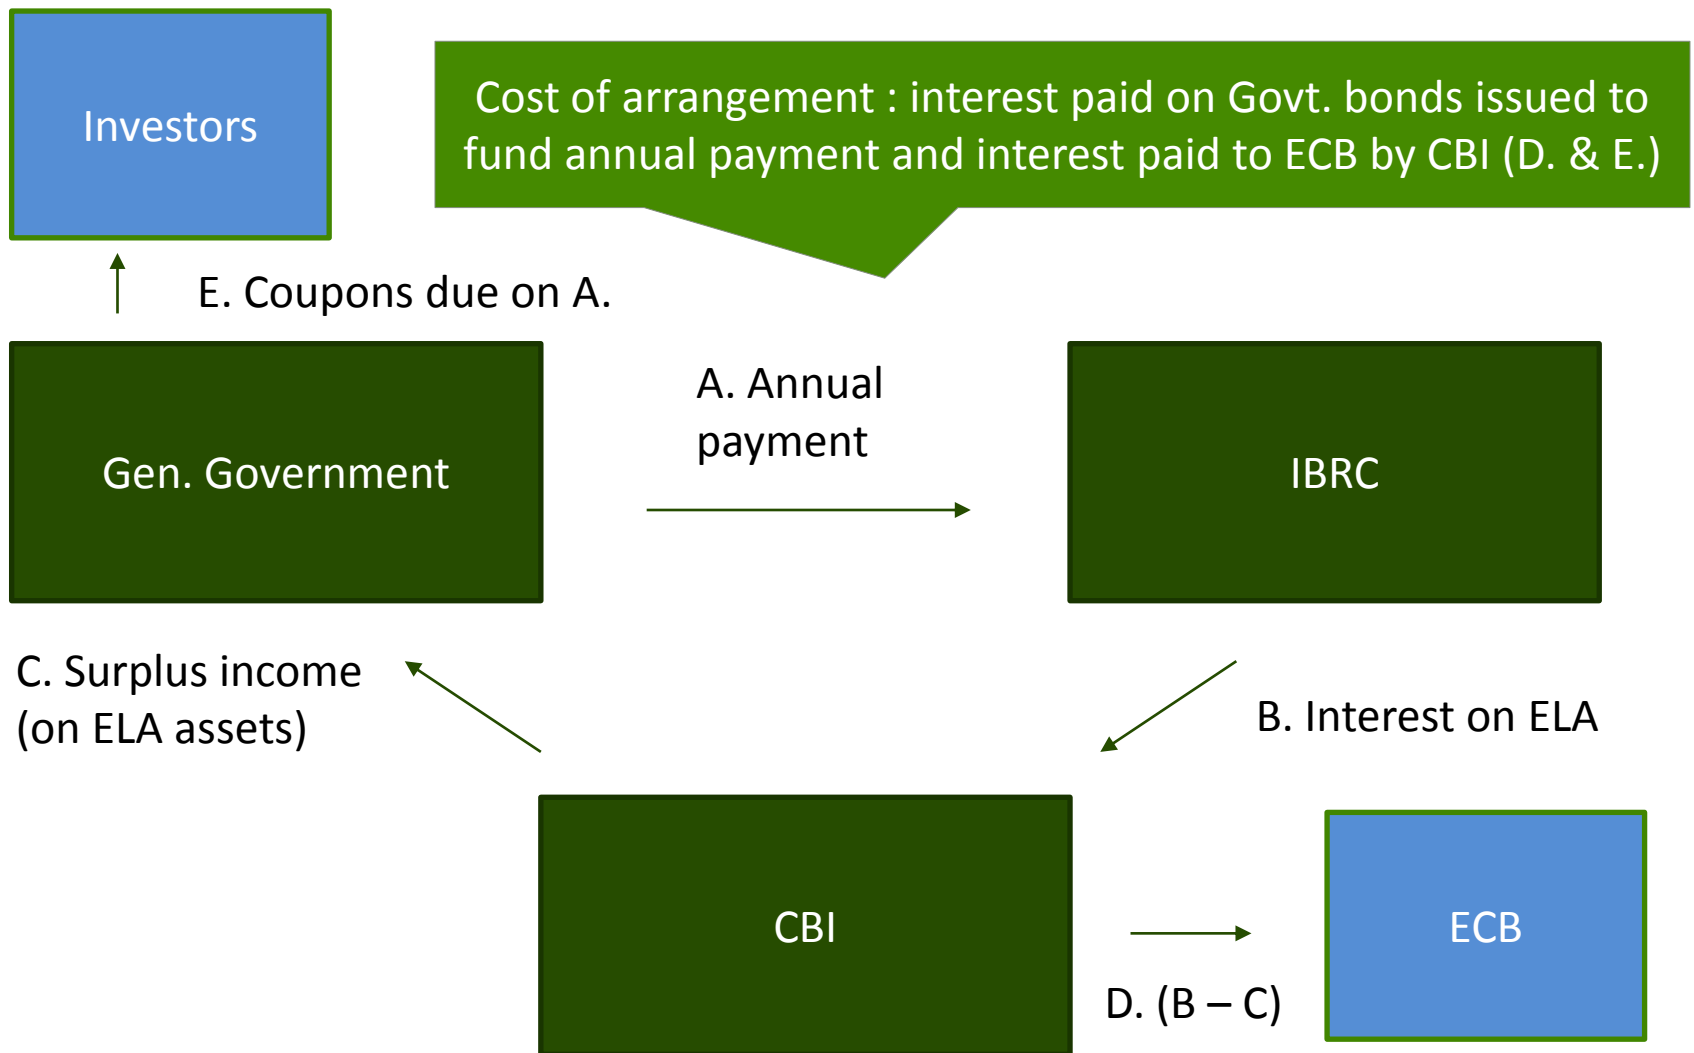 Investors
Cost of arrangement : interest paid on Govt. bonds issued to
fund annual payment and interest paid to ECB by CBI (D. & E.)
E. Coupons due on A.
Gen. Government
A. Annual
payment
IBRC
C. Surplus income
(on ELA assets)
B. Interest on ELA
CBI
D. (B – C)
ECB